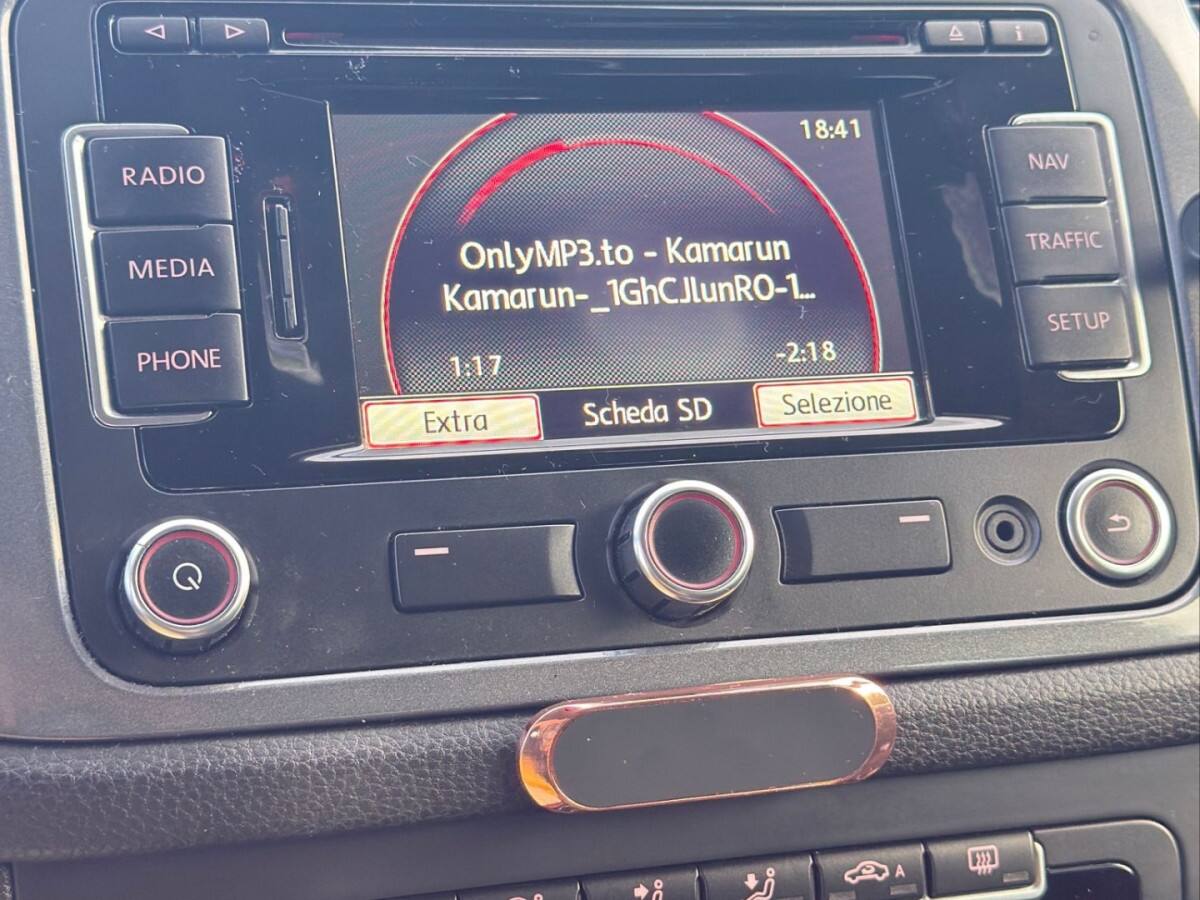 i
RADIO
MEDIA
PHONE
NAV
TRAFFIC
SETUP
18:41
OnlyMP3.to - Kamarun
Kamarun-_1GhCJlunRO-1...
1:17 -2:18
Extra Scheda SD Selezione
A